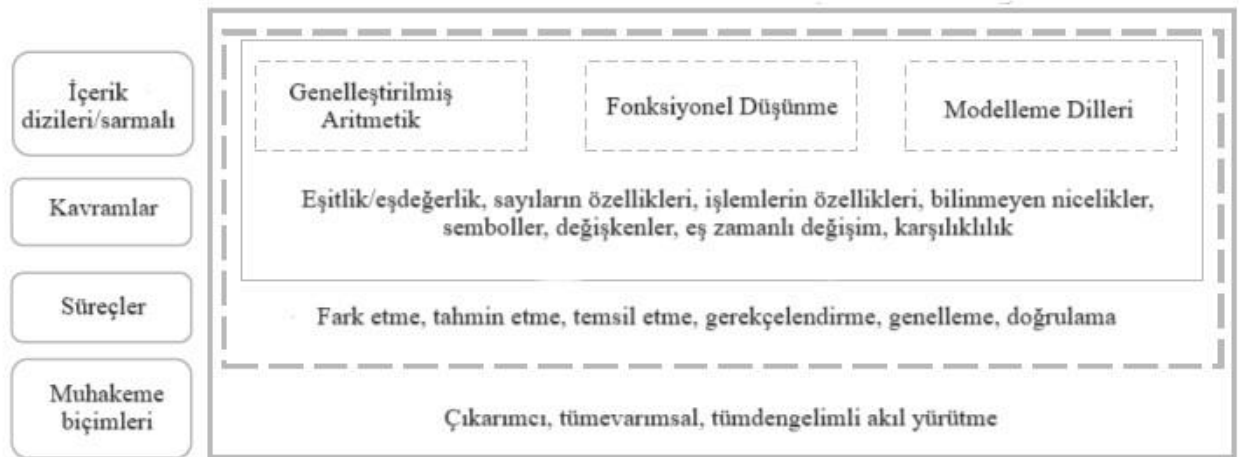 İçerik
dizileri/sarmalı
Genelleştirilmiş
Aritmetik
Fonksiyonel Düşünme
Modelleme Dilleri
Kavramlar
Eşitlik/eşdeğerlik, sayıların özellikleri, işlemlerin özellikleri, bilinmeyen nicelikler,
semboller, değişkenler, eş zamanlı değişim, karşılıklılık
Süreçler
Fark etme, tahmin etme, temsil etme, gerekçelendirme, genelleme, doğrulama
Muhakeme
biçimleri
Çıkarımcı, tümevarımsal, tümdengelimli akıl yürütme